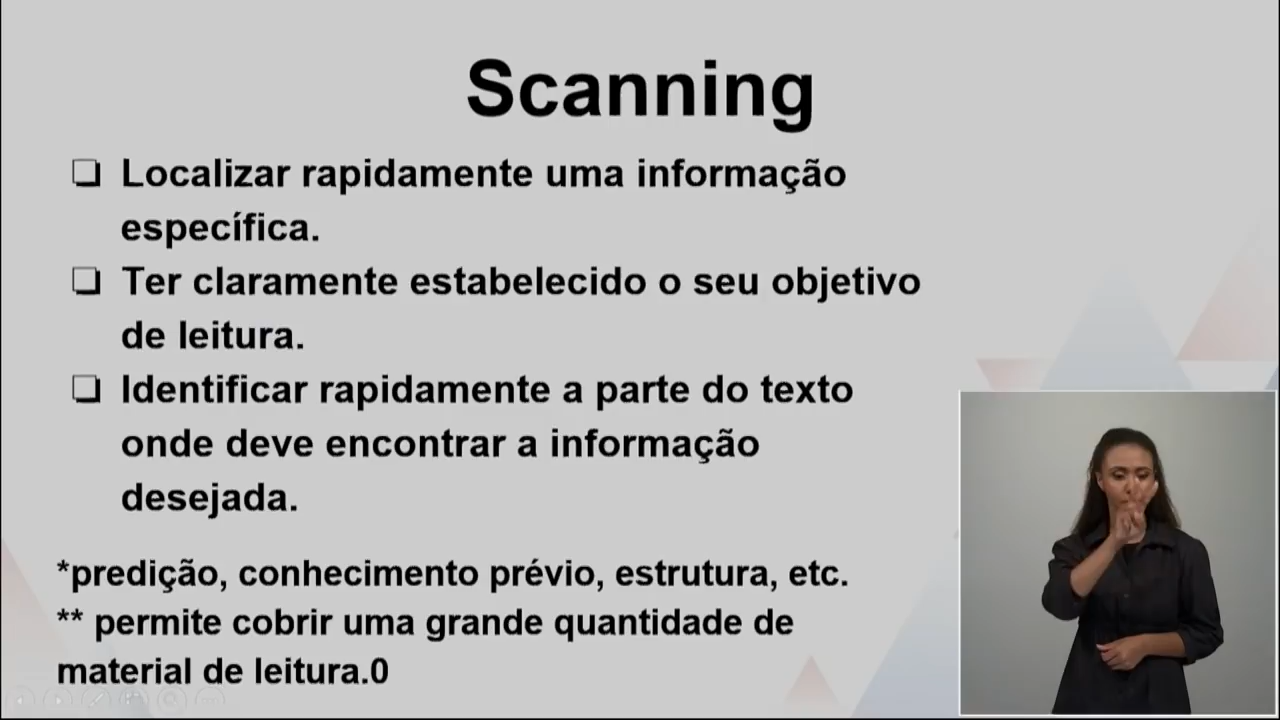 Scanning
❏ Localizar rapidamente uma informação
específica.
❏ Ter claramente estabelecido o seu objetivo
de leitura.
❏ Identificar rapidamente a parte do texto
onde deve encontrar a informação
desejada.
*predição, conhecimento prévio, estrutura, etc.
** permite cobrir uma grande quantidade de
material de leitura.0